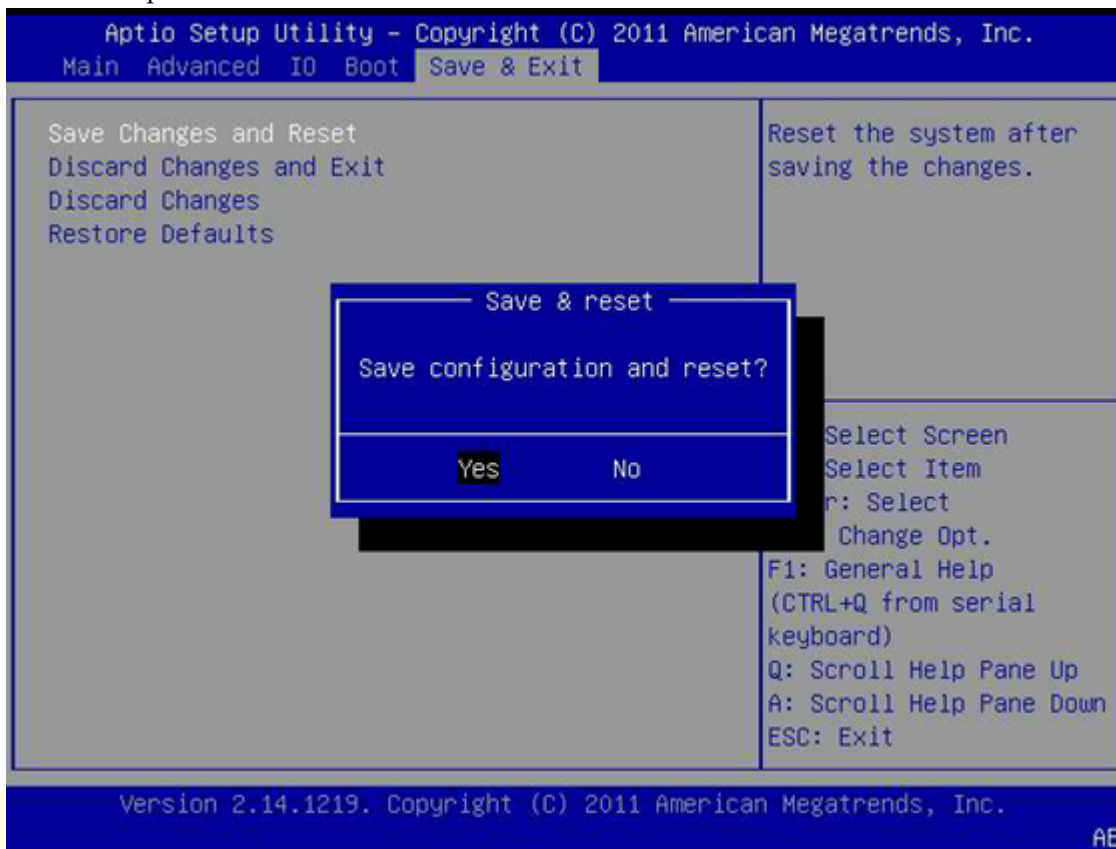 Aptio Setup Utility – Copyright (C) 2011 American Megatrends, Inc.
Main Advanced IO Boot Save & Exit
Save Changes and Reset
Discard Changes and Exit
Discard Changes
Restore Defaults
Reset the system after
saving the changes.
Save & reset
Save configuration and reset?
Yes No
Select Screen
Select Item
r: Select
Change Opt.
F1: General Help
(CTRL+Q from serial
keyboard)
Q: Scroll Help Pane Up
A: Scroll Help Pane Down
ESC: Exit
Version 2.14.1219. Copyright (C) 2011 American Megatrends, Inc.